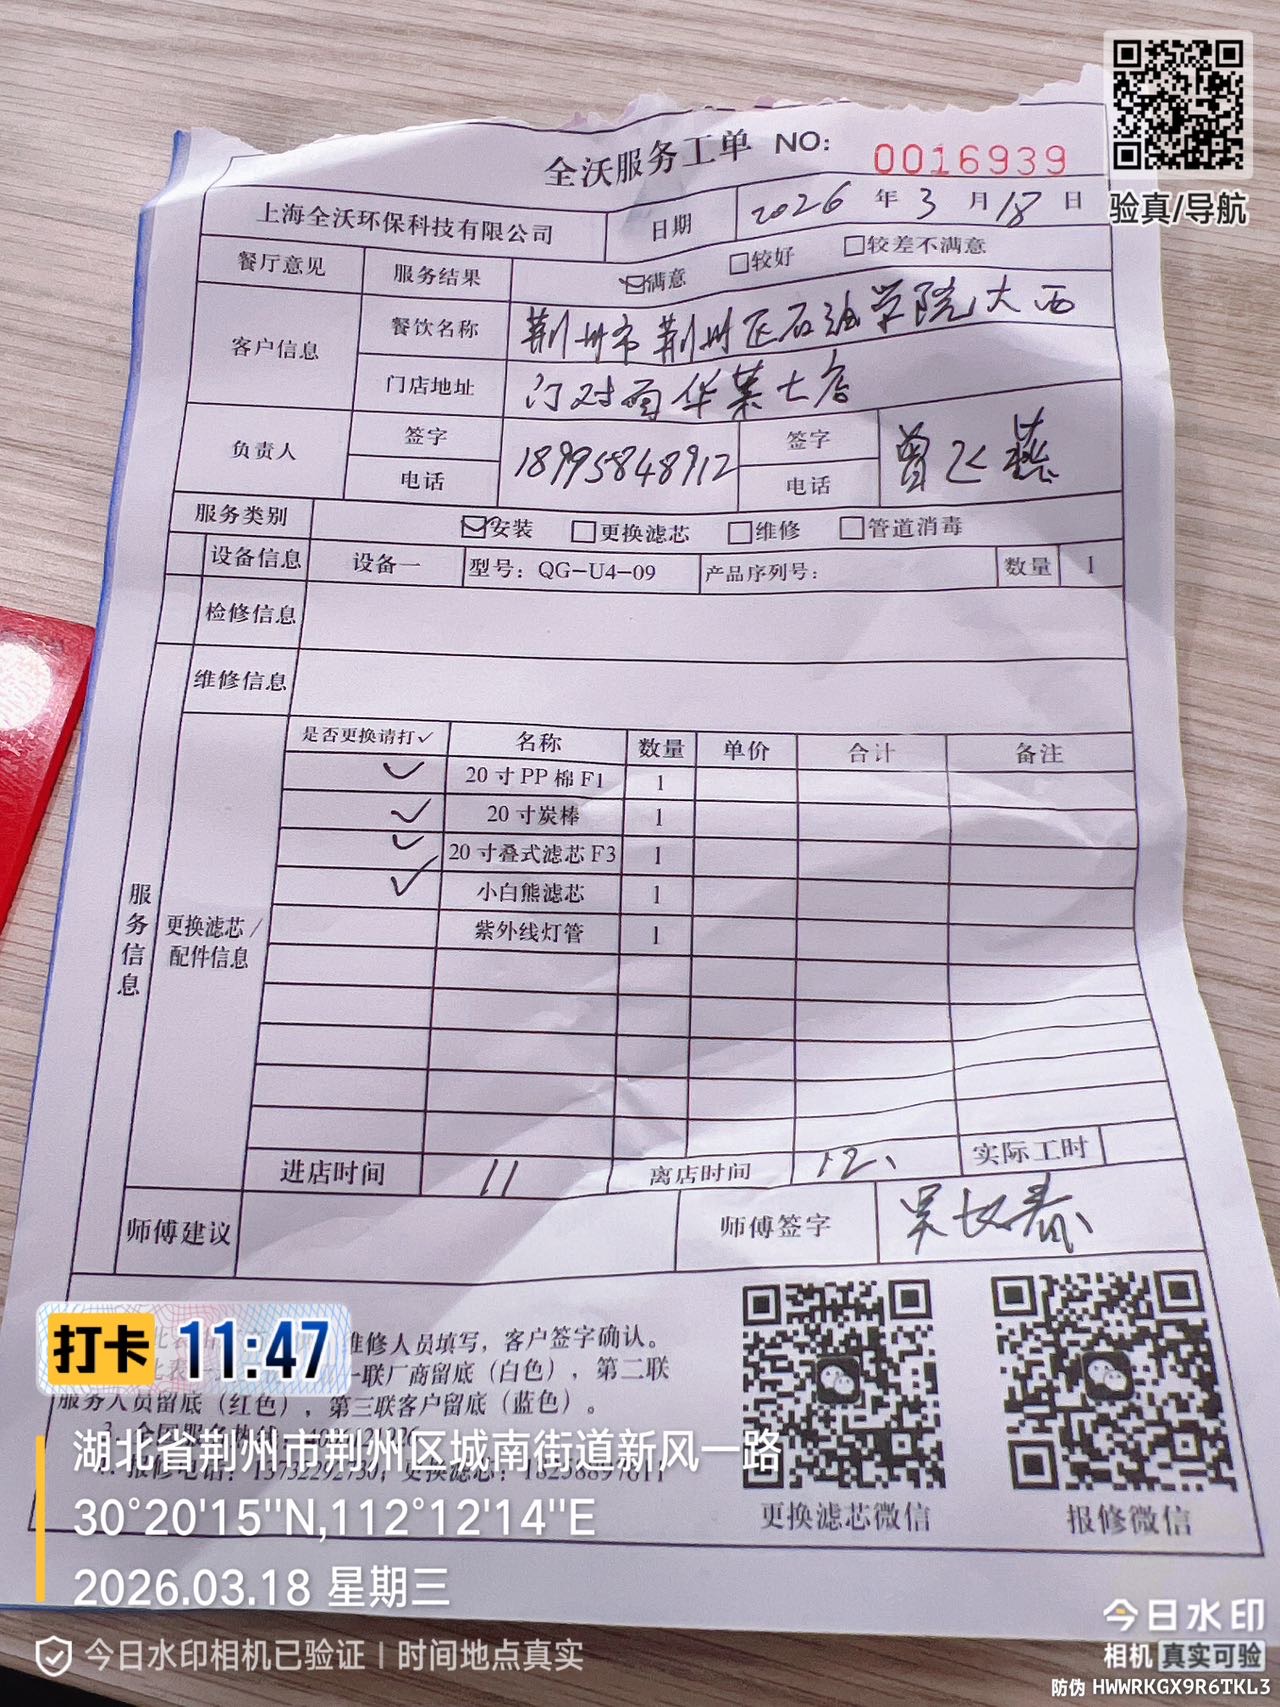 验真/导航
全沃服务工单 NO: 0016939
上海全沃环保科技有限公司 日期 2026 年 3 月 18 日
餐厅意见 服务结果 满意 较好 较差不满意
客户信息 餐饮名称 荆州市荆州区石油学院大西
门店地址 门对面华莱士店
负责人 签字 签字 曾飞燕
电话 18995848912 电话
服务类别 安装 更换滤芯 维修 管道消毒
设备信息 设备一 型号：QG-U4-09 产品序列号： 数量 1
检修信息
维修信息
服务信息
更换滤芯/配件信息
是否更换请打✓ 名称 数量 单价 合计 备注
✓ 20寸PP棉F1 1
✓ 20寸炭棒 1
✓ 20寸叠式滤芯F3 1
✓ 小白熊滤芯 1
紫外线灯管 1
进店时间 11 离店时间 12、 实际工时
师傅建议 师傅签字
维修人员填写，客户签字确认。
一联厂商留底（白色），第二联
服务人员留底（红色），第三联客户留底（蓝色）。
更换滤芯微信 报修微信
打卡 11:47
湖北省荆州市荆州区城南街道新风一路
30°20'15"N,112°12'14"E
2026.03.18 星期三
今日水印相机已验证 | 时间地点真实
今日水印
相机 真实可验
防伪 HWWRKGX9R6TKL3